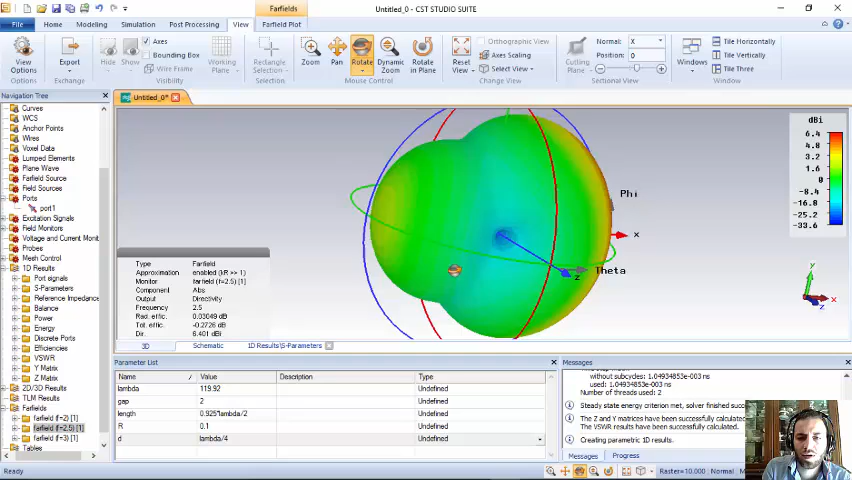 Farfields
Untitled_0* - CST STUDIO SUITE
File
Home
Modeling
Simulation
Post Processing
View
Farfield Plot
View Options
Export
Hide
Show
Axes
Bounding Box
Wire Frame
Working Plane
Rectangle Selection
Zoom
Pan
Rotate
Dynamic Zoom
Rotate in Plane
Reset View
Orthographic View
Axes Scaling
Select View
Cutting Plane
Normal: X
Position: 0
Windows
Tile Horizontally
Tile Vertically
Tile Three
Options
Exchange
Visibility
Selection
Mouse Control
Change View
Sectional View
Window
Navigation Tree
Untitled_0*
Curves
WCS
Anchor Points
Wires
Voxel Data
Lumped Elements
Plane Wave
Farfield Source
Field Sources
Ports
port1
Excitation Signals
Field Monitors
Voltage and Current Monit
Probes
Mesh Control
1D Results
Port signals
S-Parameters
Reference Impedance
Balance
Power
Energy
Discrete Ports
Efficiencies
VSWR
Y Matrix
Z Matrix
2D/3D Results
TLM Results
Farfields
farfield (f=2) [1]
farfield (f=2.5) [1]
farfield (f=3) [1]
Tables
dBi
6.4
4.8
3.2
1.6
0
-8.4
-16.8
-25.2
-33.6
Phi
x
Theta
z
y
x
z
Type Farfield
Approximation enabled (kR >> 1)
Monitor farfield (f=2.5) [1]
Component Abs
Output Directivity
Frequency 2.5
Rad. effic. 0.03049 dB
Tot. effic. -0.2726 dB
Dir. 6.401 dBi
3D
Schematic
1D Results\S-Parameters
Parameter List
Name Value Description Type
lambda 119.92 Undefined
gap 2 Undefined
length 0.925*lambda/2 Undefined
R 0.1 Undefined
d lambda/4 Undefined
Messages
without subcycles: 1.04934853e-003 ns
used: 1.04934853e-003 ns
Number of threads used: 2
Steady state energy criterion met, solver finished suc
The Z and Y matrices have been successfully calculate
The VSWR results have been successfully calculated.
Creating parametric 1D results.
Messages
Progress
Ready
Raster=10.000
Normal